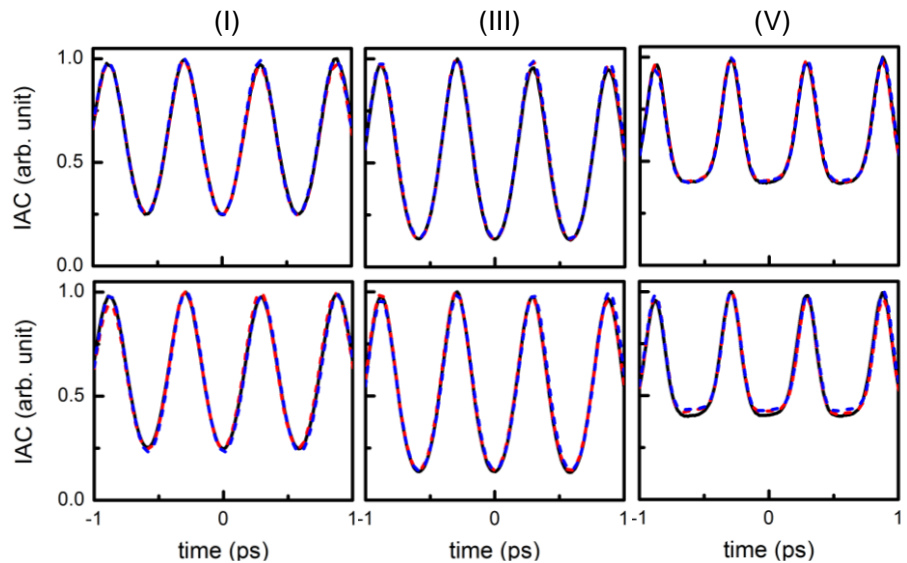 (I) (III) (V)
1.0
IAC (arb. unit)
0.5
0.0
1.0
IAC (arb. unit)
0.5
0.0
-1 0 1 -1 0 1 -1 0 1
time (ps) time (ps) time (ps)